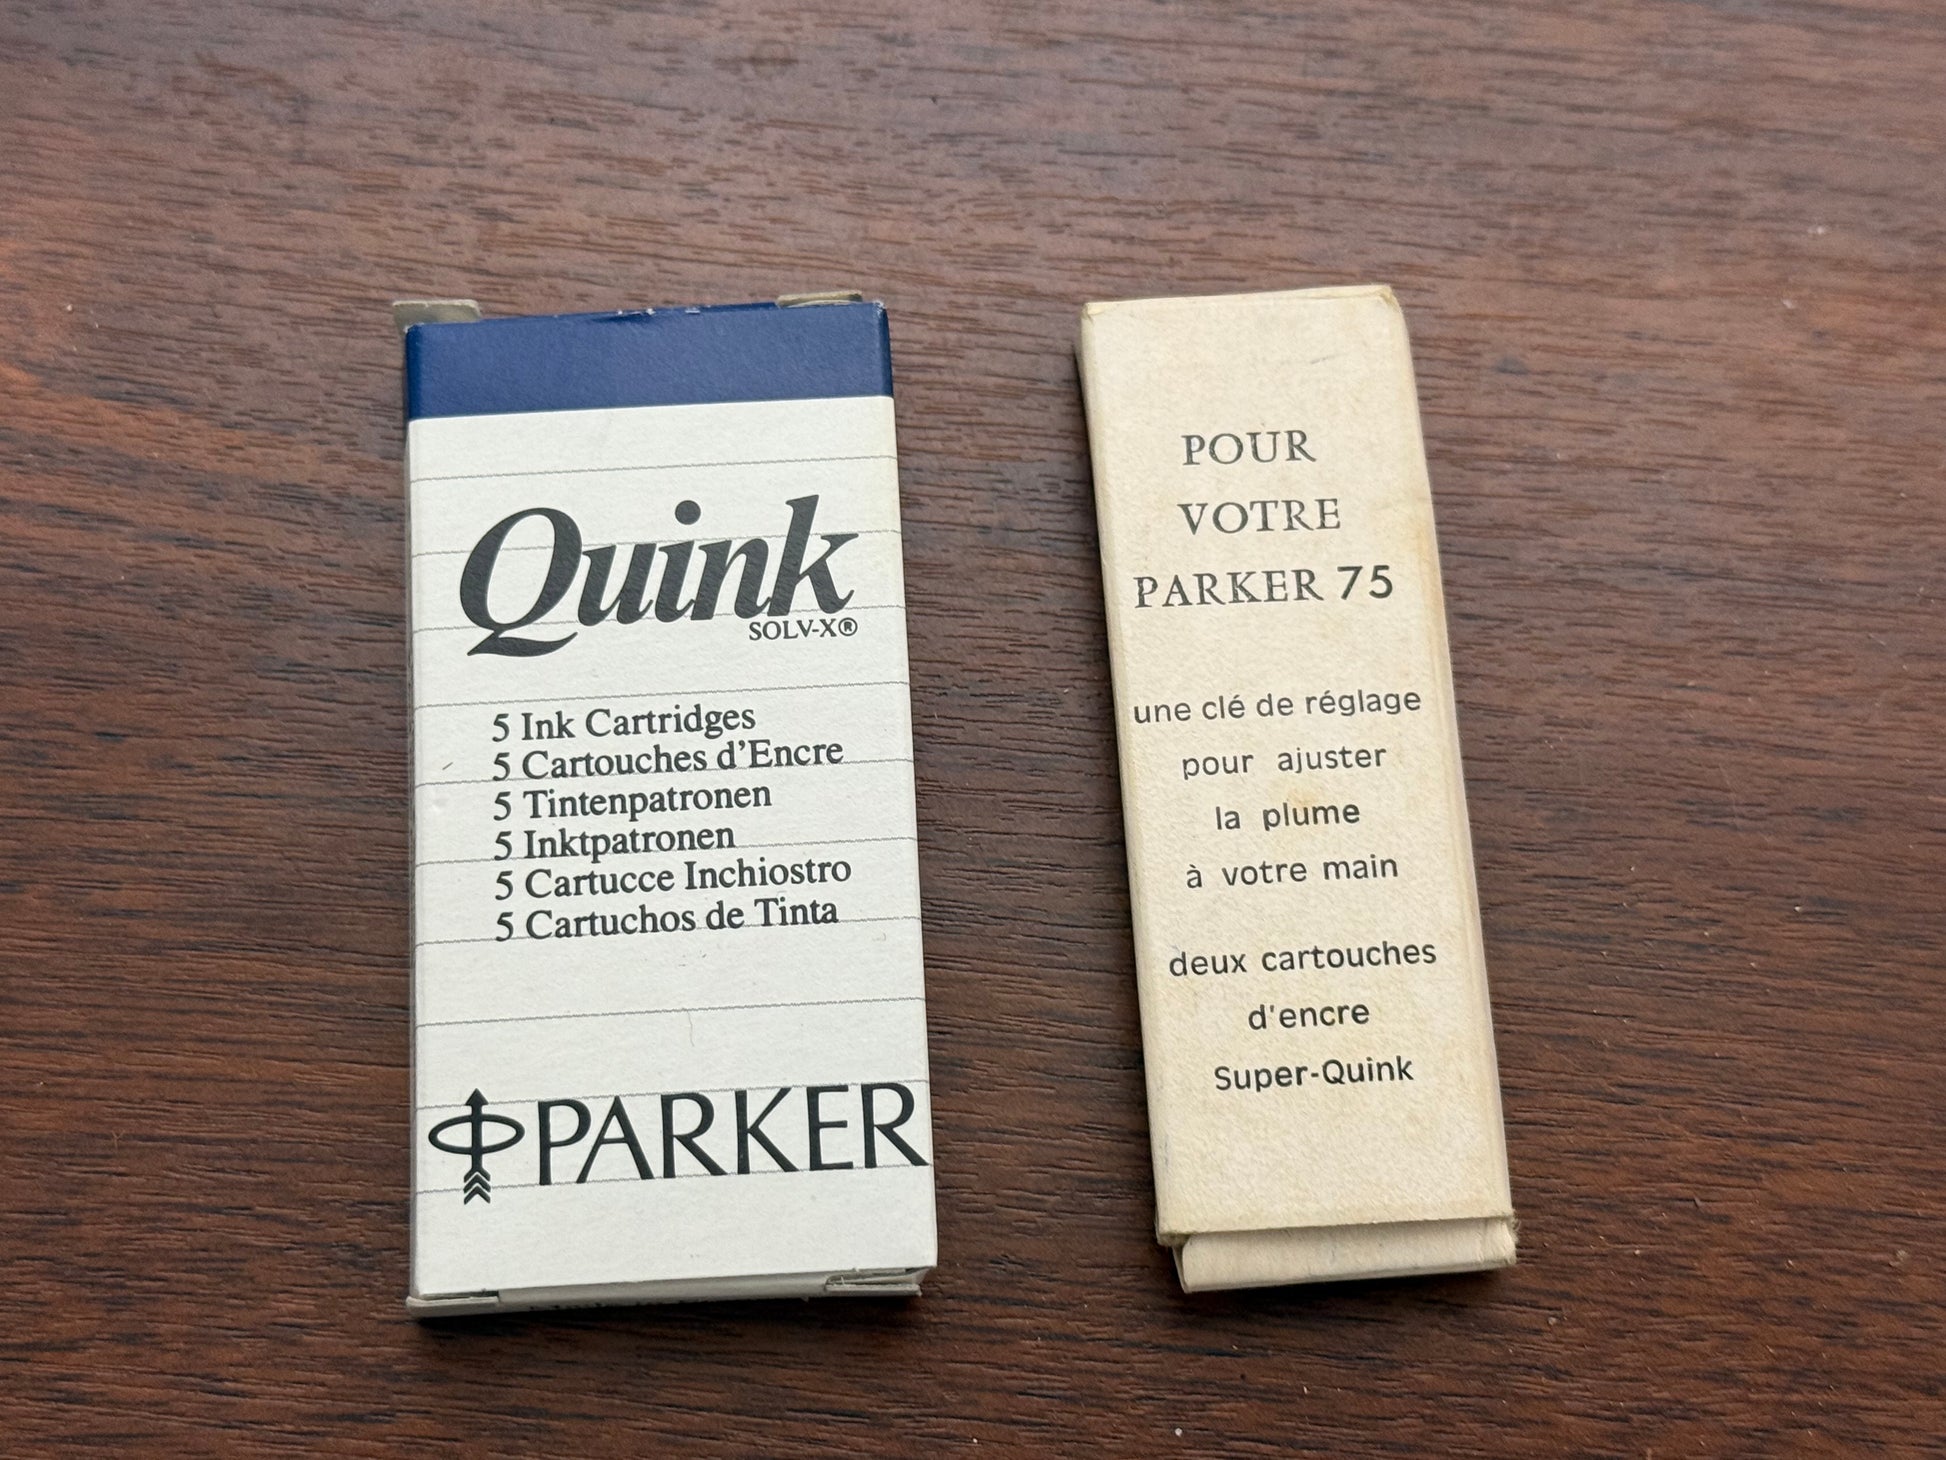 Quink
SOLV-X®
5 Ink Cartridges
5 Cartouches d'Encre
5 Tintenpatronen
5 Inktpatronen
5 Cartucce Inchiostro
5 Cartuchos de Tinta
PARKER
POUR
VOTRE
PARKER 75
une clé de réglage
pour ajuster
la plume
à votre main
deux cartouches
d'encre
Super-Quink